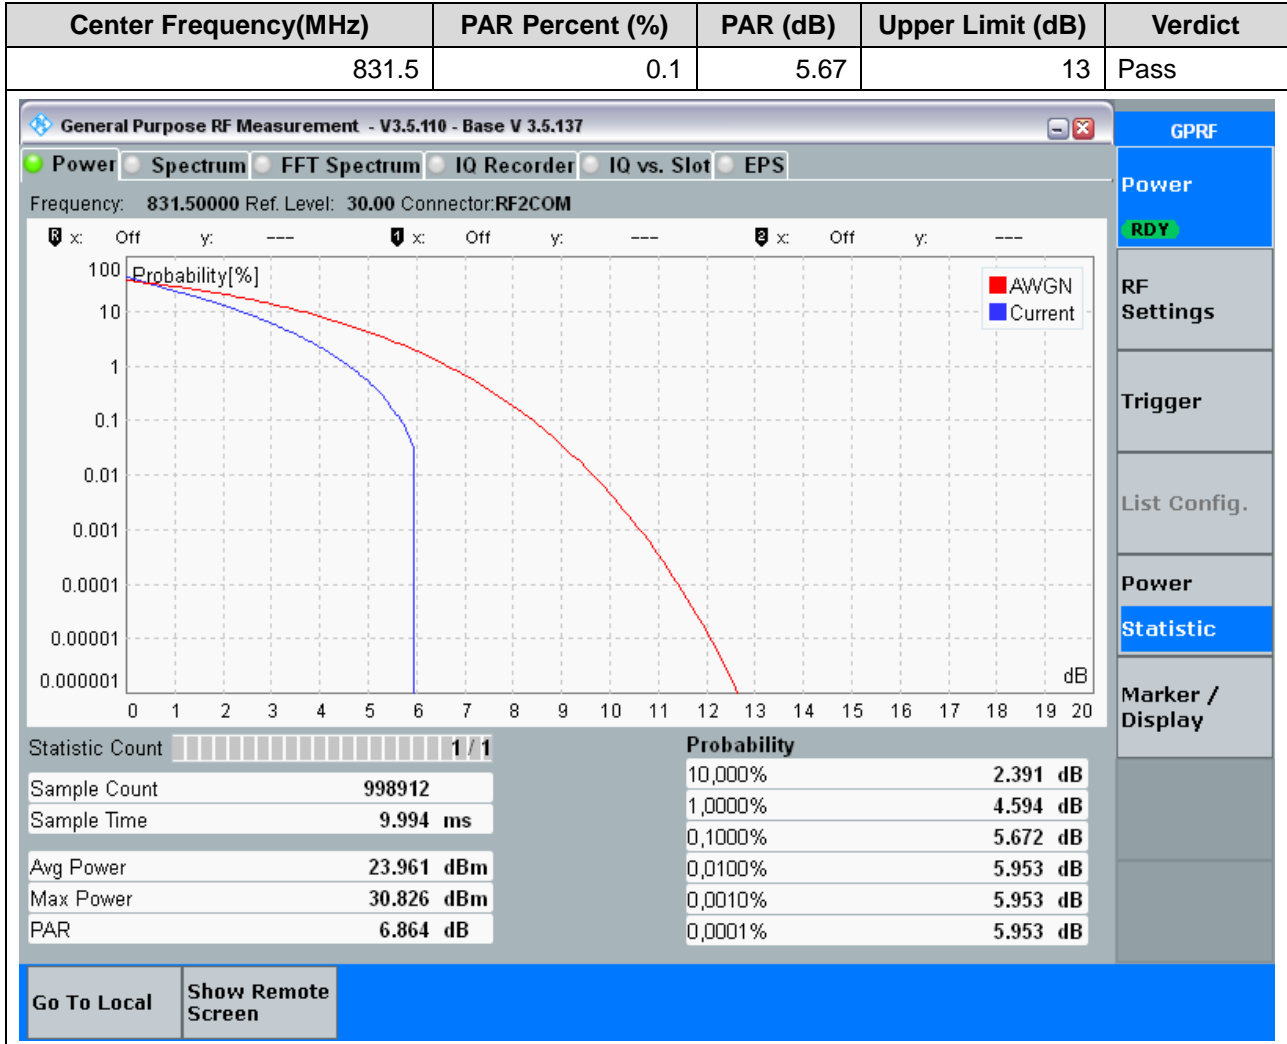 Center Frequency(MHz) PAR Percent (%) PAR (dB) Upper Limit (dB) Verdict
831.5 0.1 5.67 13 Pass
General Purpose RF Measurement - V3.5.110 - Base V 3.5.137
GPRF
Power Spectrum FFT Spectrum IQ Recorder IQ vs. Slot EPS
Frequency: 831.50000 Ref. Level: 30.00 Connector:RF2COM
R x: Off y: --- 1 x: Off y: --- 2 x: Off y: ---
Probability[%]
AWGN
Current
100
10
1
0.1
0.01
0.001
0.0001
0.00001
0.000001
dB
0 1 2 3 4 5 6 7 8 9 10 11 12 13 14 15 16 17 18 19 20
Statistic Count 1 / 1
Sample Count 998912
Sample Time 9.994 ms
Avg Power 23.961 dBm
Max Power 30.826 dBm
PAR 6.864 dB
Probability
10,000% 2.391 dB
1,0000% 4.594 dB
0,1000% 5.672 dB
0,0100% 5.953 dB
0,0010% 5.953 dB
0,0001% 5.953 dB
Power
RDY
RF
Settings
Trigger
List Config.
Power
Statistic
Marker /
Display
Go To Local
Show Remote
Screen